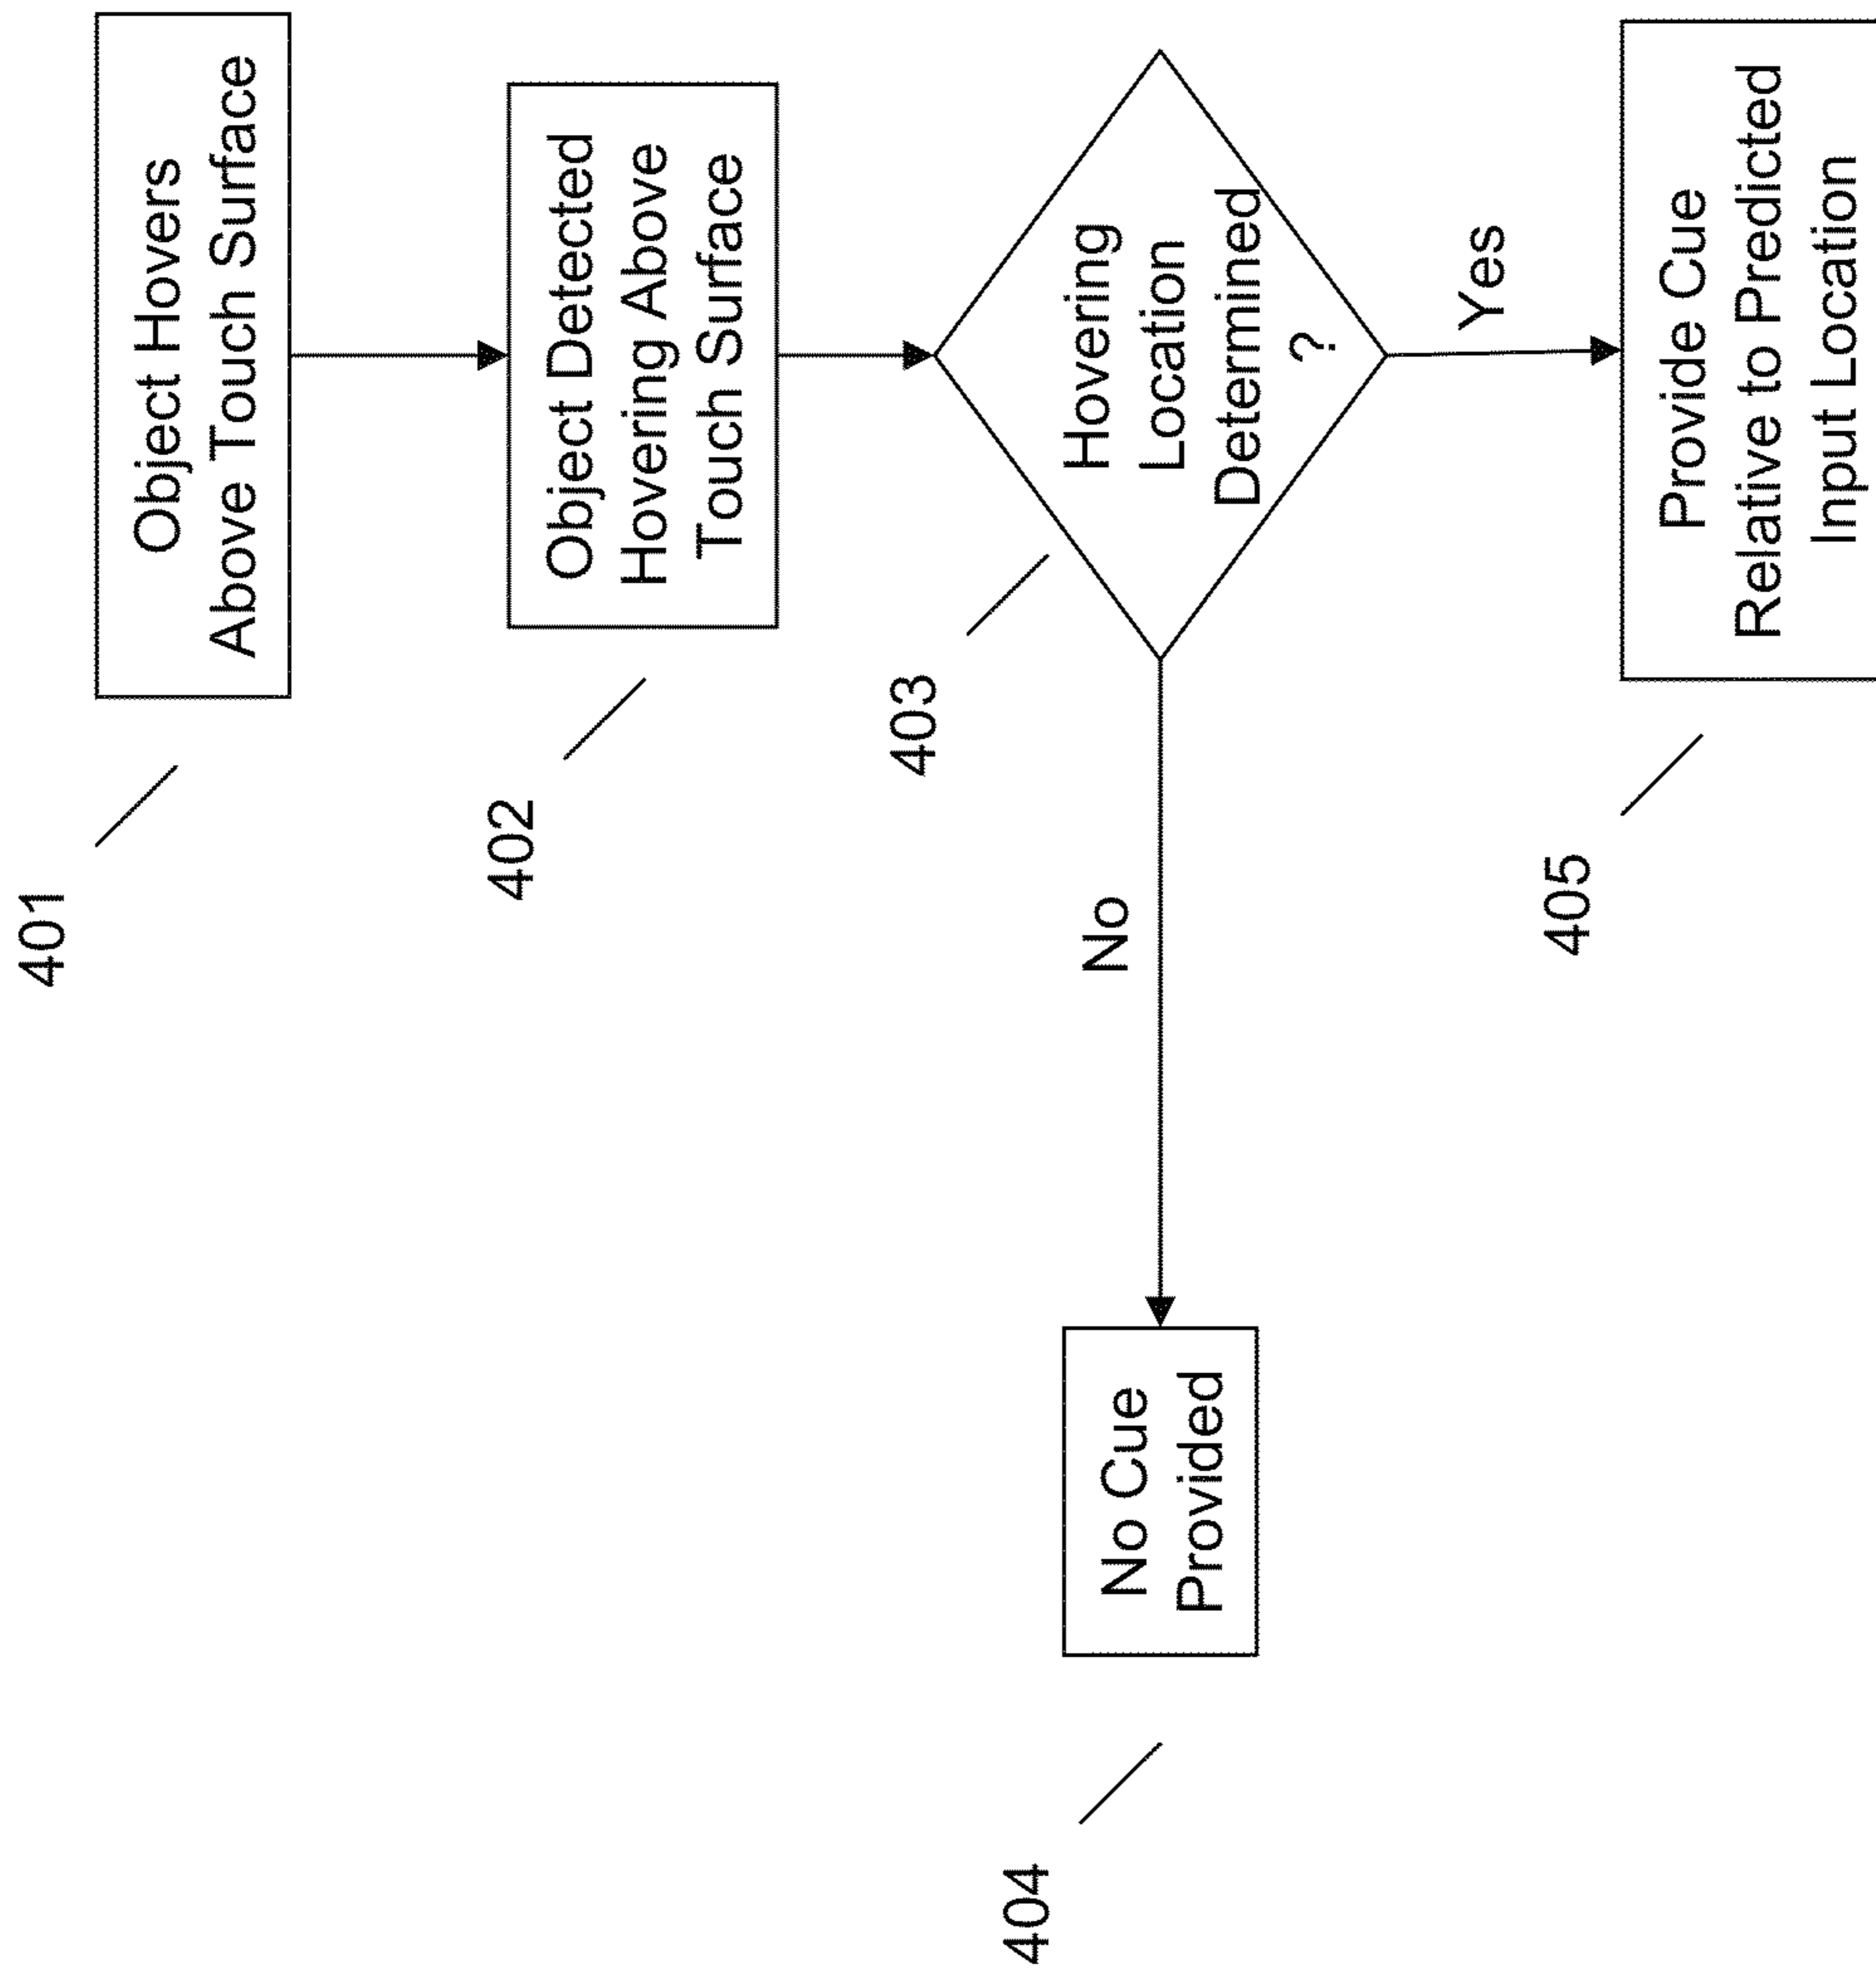 401
Object Hovers
Above Touch Surface
402
Object Detected
Hovering Above
Touch Surface
403
Hovering
Location
Determined
?
No
Yes
404
No Cue
Provided
405
Provide Cue
Relative to Predicted
Input Location